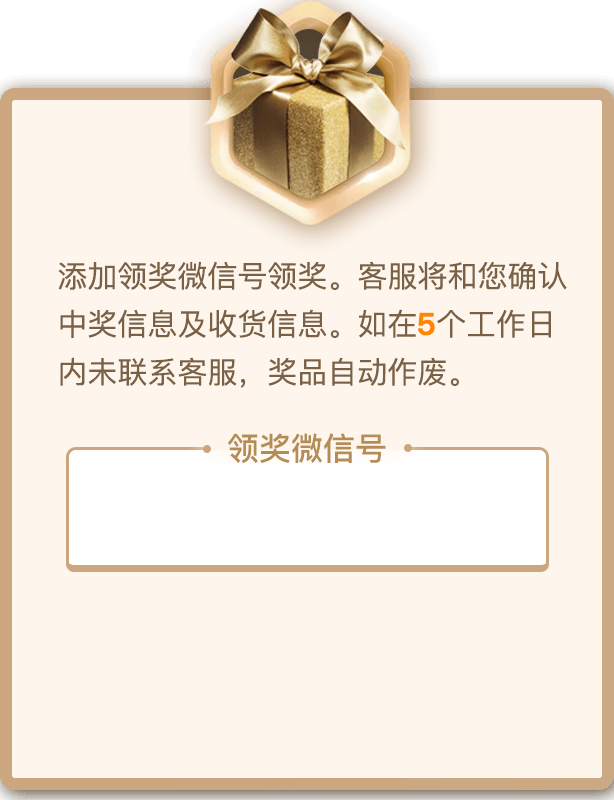 添加领奖微信号领奖。客服将和您确认
中奖信息及收货信息。如在5个工作日
内未联系客服，奖品自动作废。
领奖微信号